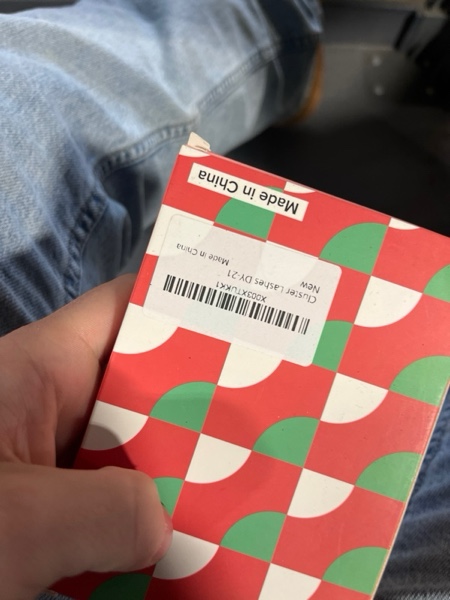 Made in China
X003XTUKK1
Cluster Lashes DY-21
New
Made in China